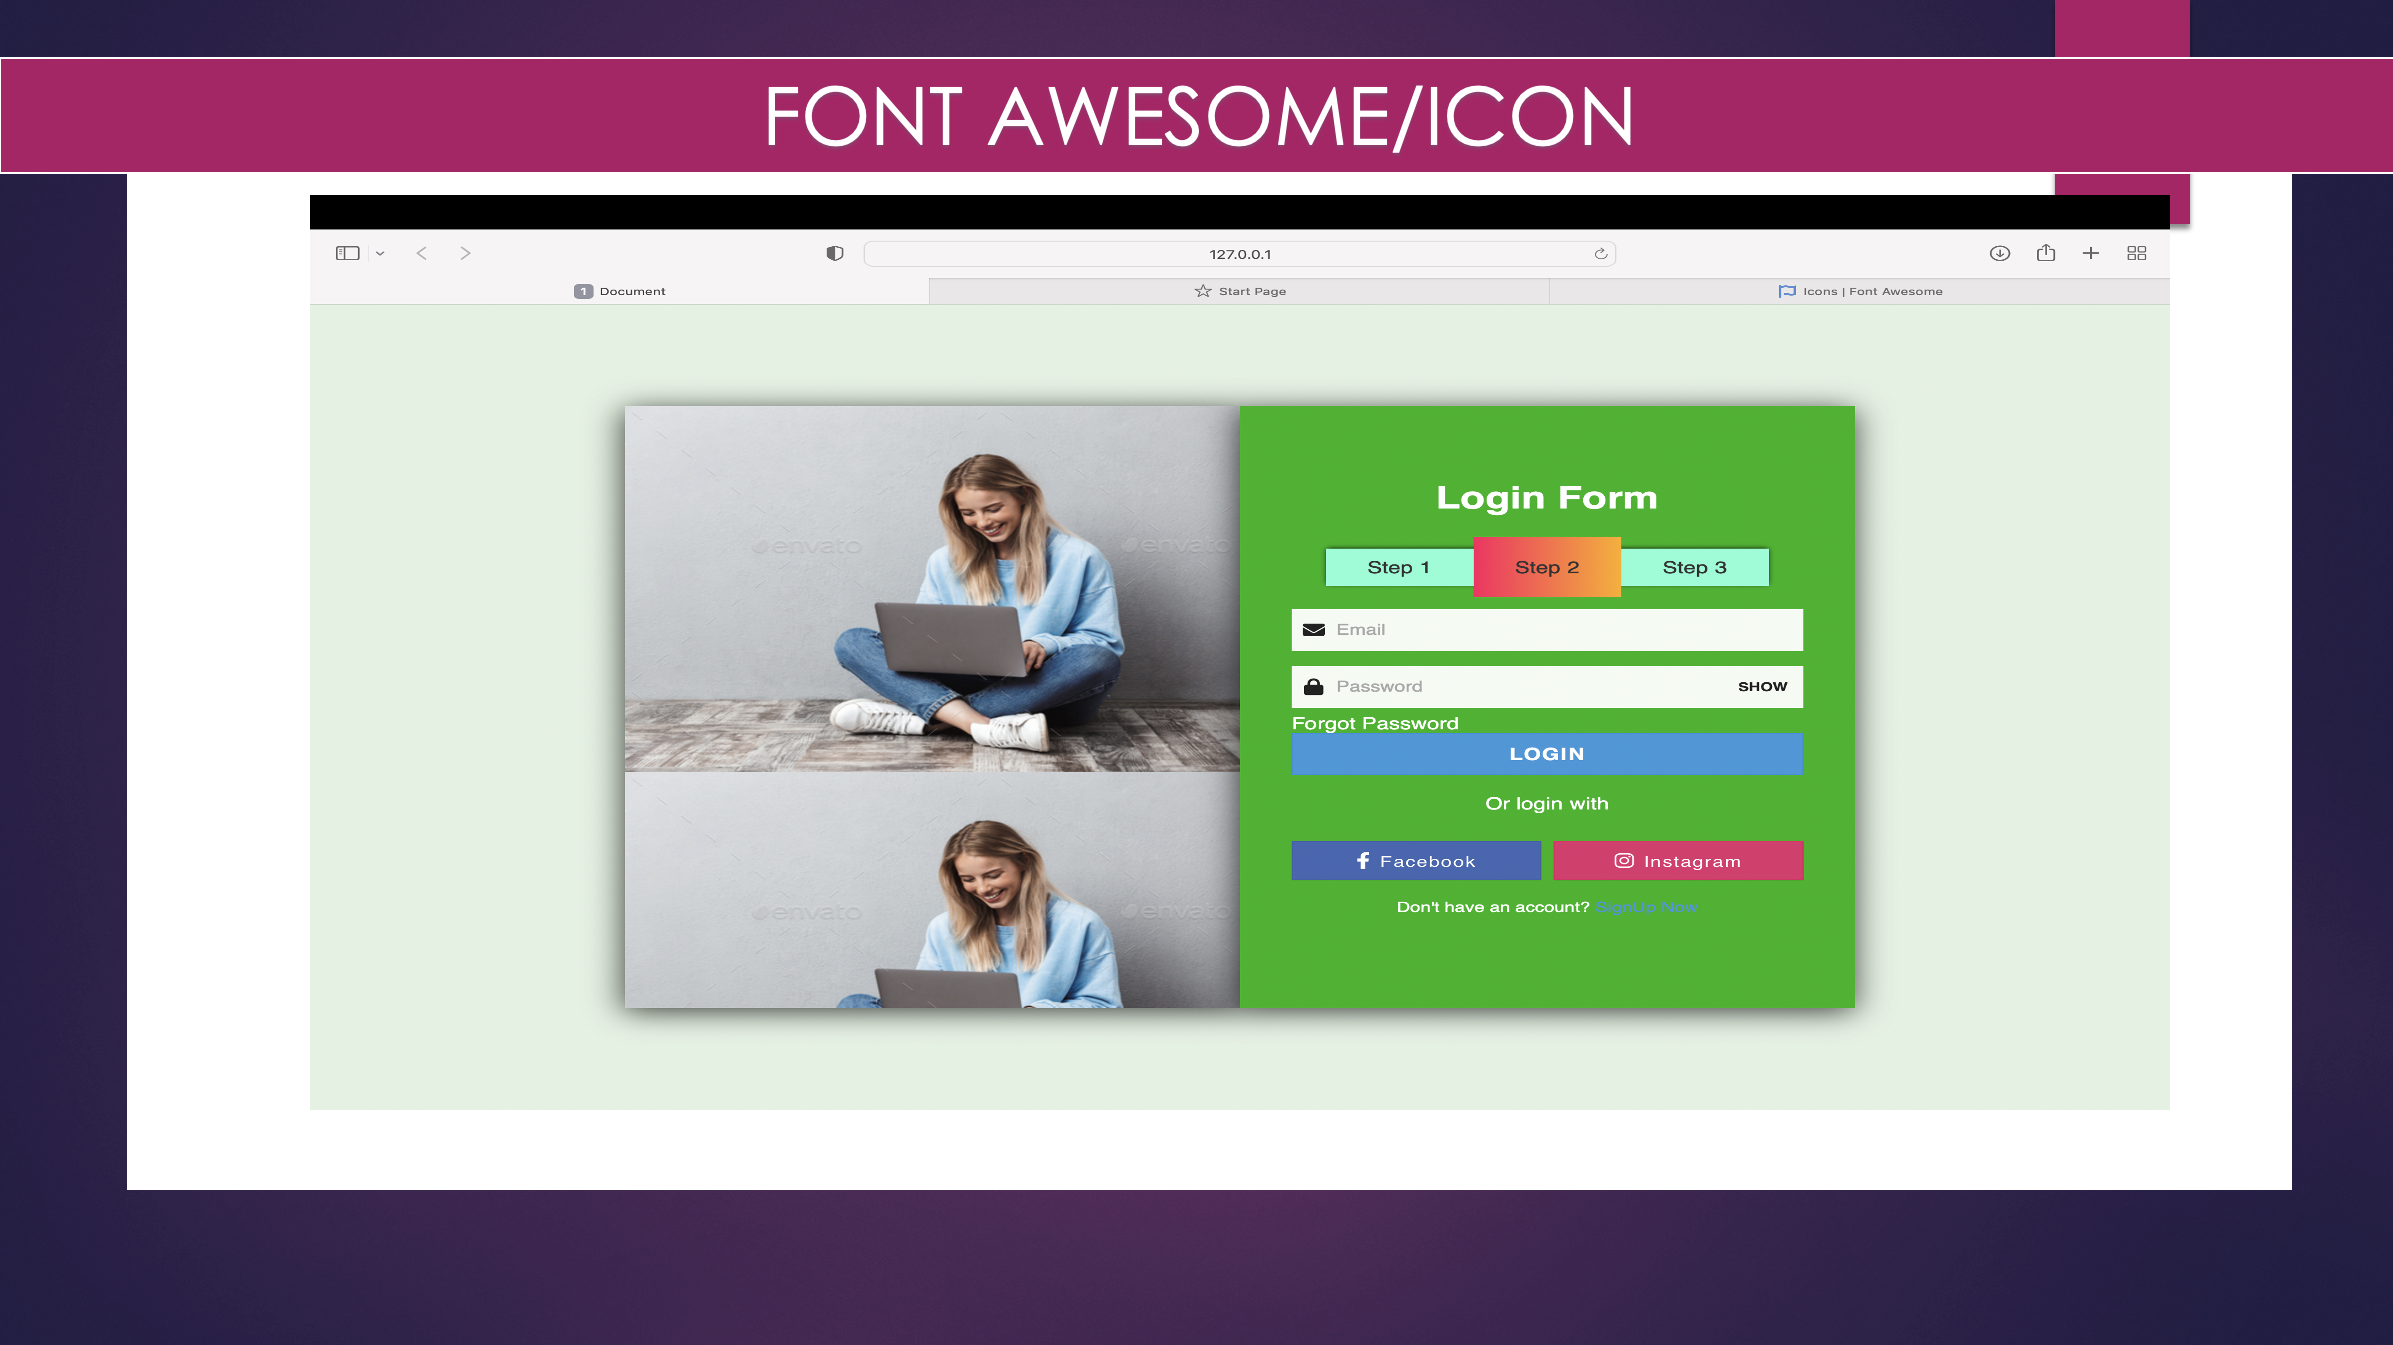 FONT AWESOME/ICON
127.0.0.1
1 Document
Start Page
Icons | Font Awesome
envato envato
Login Form
Step 1 Step 2 Step 3
Email
Password SHOW
Forgot Password
LOGIN
Or login with
Facebook Instagram
envato envato
Don't have an account? SignUp Now